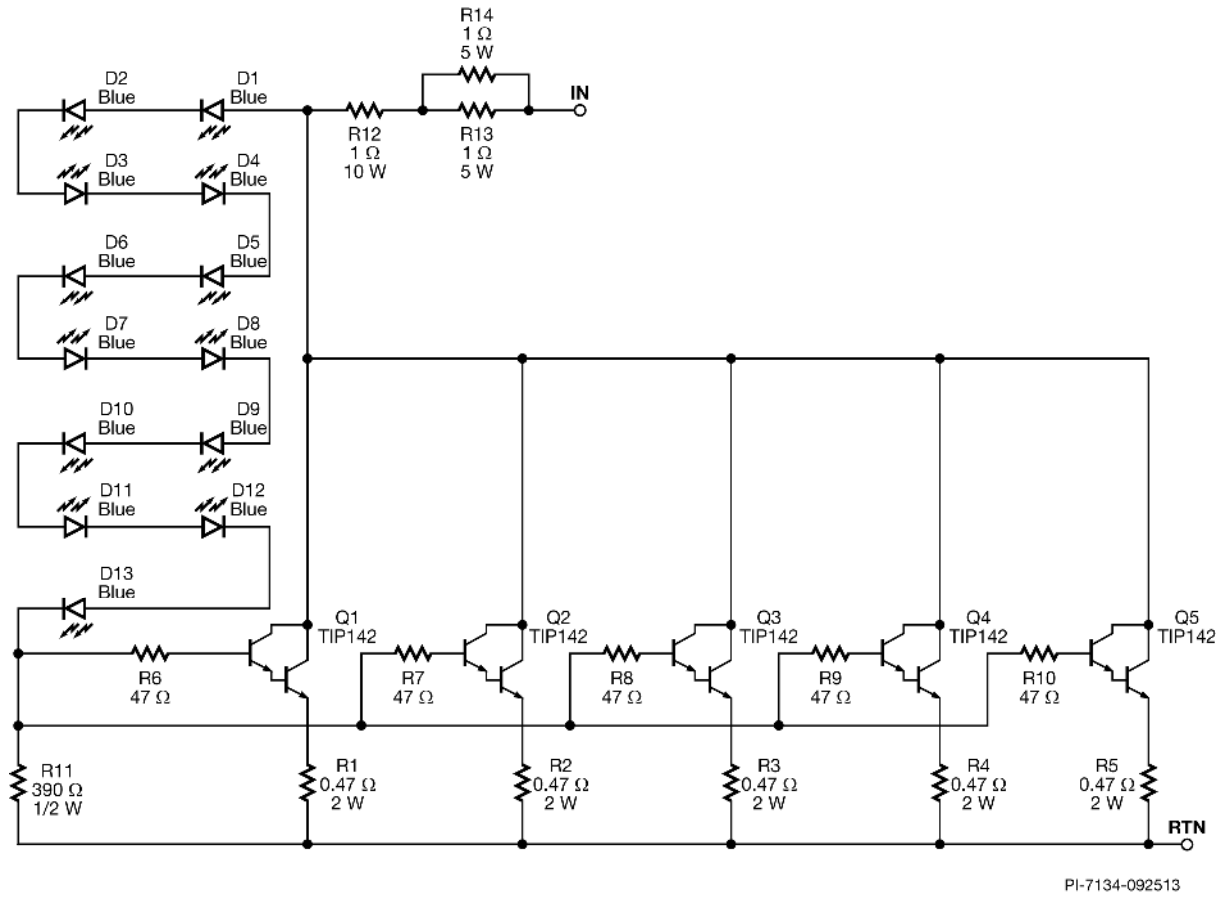 R14
1 Ω
5 W
IN
D2
Blue
D1
Blue
R12
1 Ω
10 W
R13
1 Ω
5 W
D3
Blue
D4
Blue
D6
Blue
D5
Blue
D7
Blue
D8
Blue
D10
Blue
D9
Blue
D11
Blue
D12
Blue
D13
Blue
Q1
TIP142
Q2
TIP142
Q3
TIP142
Q4
TIP142
Q5
TIP142
R6
47 Ω
R7
47 Ω
R8
47 Ω
R9
47 Ω
R10
47 Ω
R11
390 Ω
1/2 W
R1
0.47 Ω
2 W
R2
0.47 Ω
2 W
R3
0.47 Ω
2 W
R4
0.47 Ω
2 W
R5
0.47 Ω
2 W
RTN
PI-7134-092513